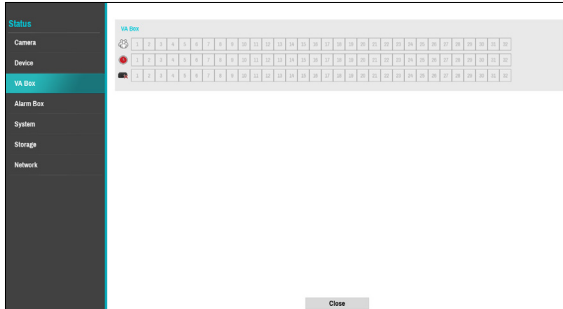 Status
Camera
Device
VA Box
Alarm Box
System
Storage
Network
VA Box
1 2 3 4 5 6 7 8 9 10 11 12 13 14 15 16 17 18 19 20 21 22 23 24 25 26 27 28 29 30 31 32
1 2 3 4 5 6 7 8 9 10 11 12 13 14 15 16 17 18 19 20 21 22 23 24 25 26 27 28 29 30 31 32
1 2 3 4 5 6 7 8 9 10 11 12 13 14 15 16 17 18 19 20 21 22 23 24 25 26 27 28 29 30 31 32
Close